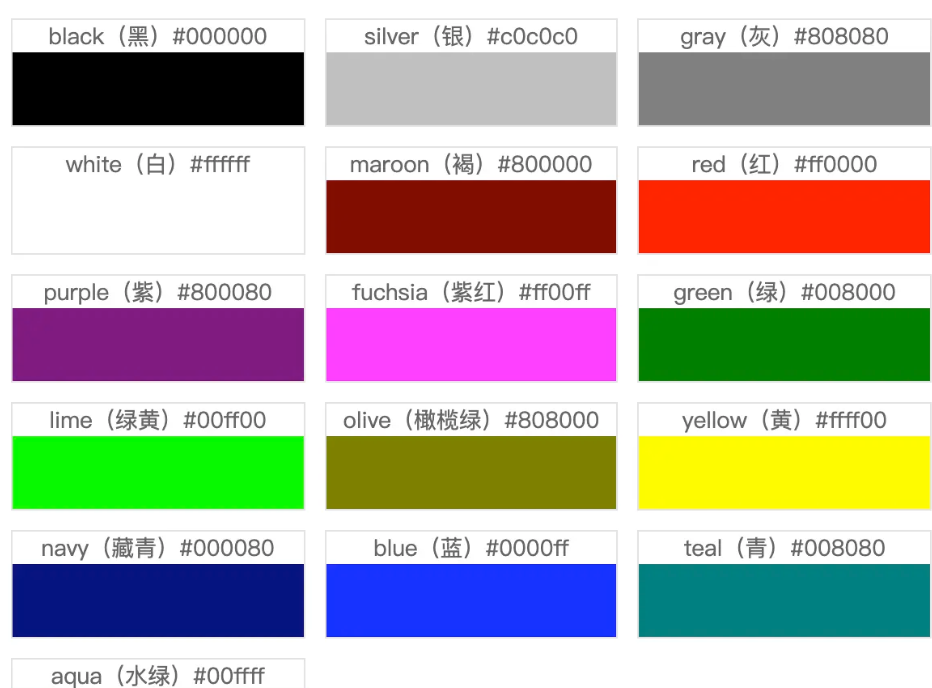 black（黑）#000000
silver（银）#c0c0c0
gray（灰）#808080
white（白）#ffffff
maroon（褐）#800000
red（红）#ff0000
purple（紫）#800080
fuchsia（紫红）#ff00ff
green（绿）#008000
lime（绿黄）#00ff00
olive（橄榄绿）#808000
yellow（黄）#ffff00
navy（藏青）#000080
blue（蓝）#0000ff
teal（青）#008080
aqua（水绿）#00ffff